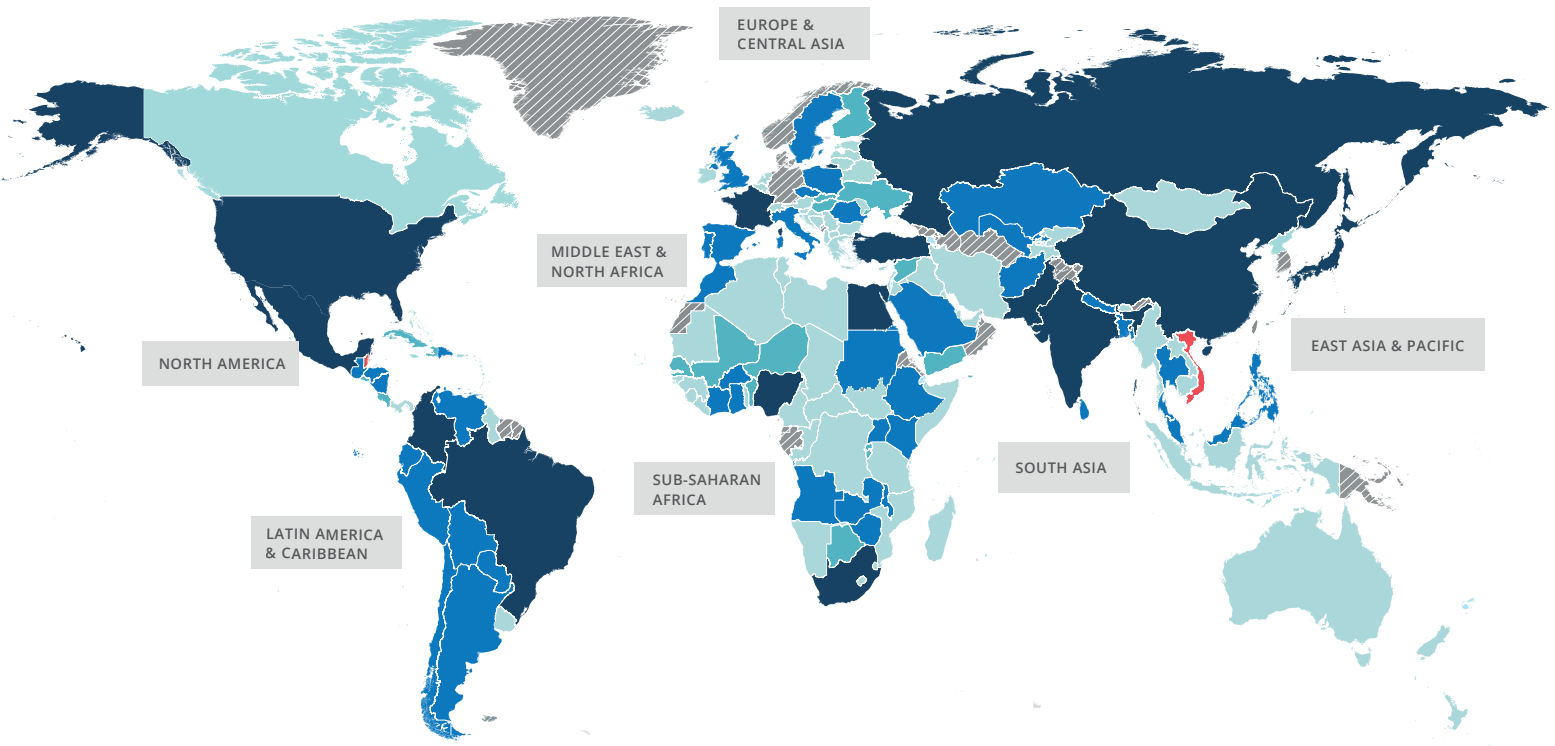 EUROPE &
CENTRAL ASIA
MIDDLE EAST &
NORTH AFRICA
NORTH AMERICA
EAST ASIA & PACIFIC
SOUTH ASIA
SUB-SAHARAN
AFRICA
LATIN AMERICA
& CARIBBEAN